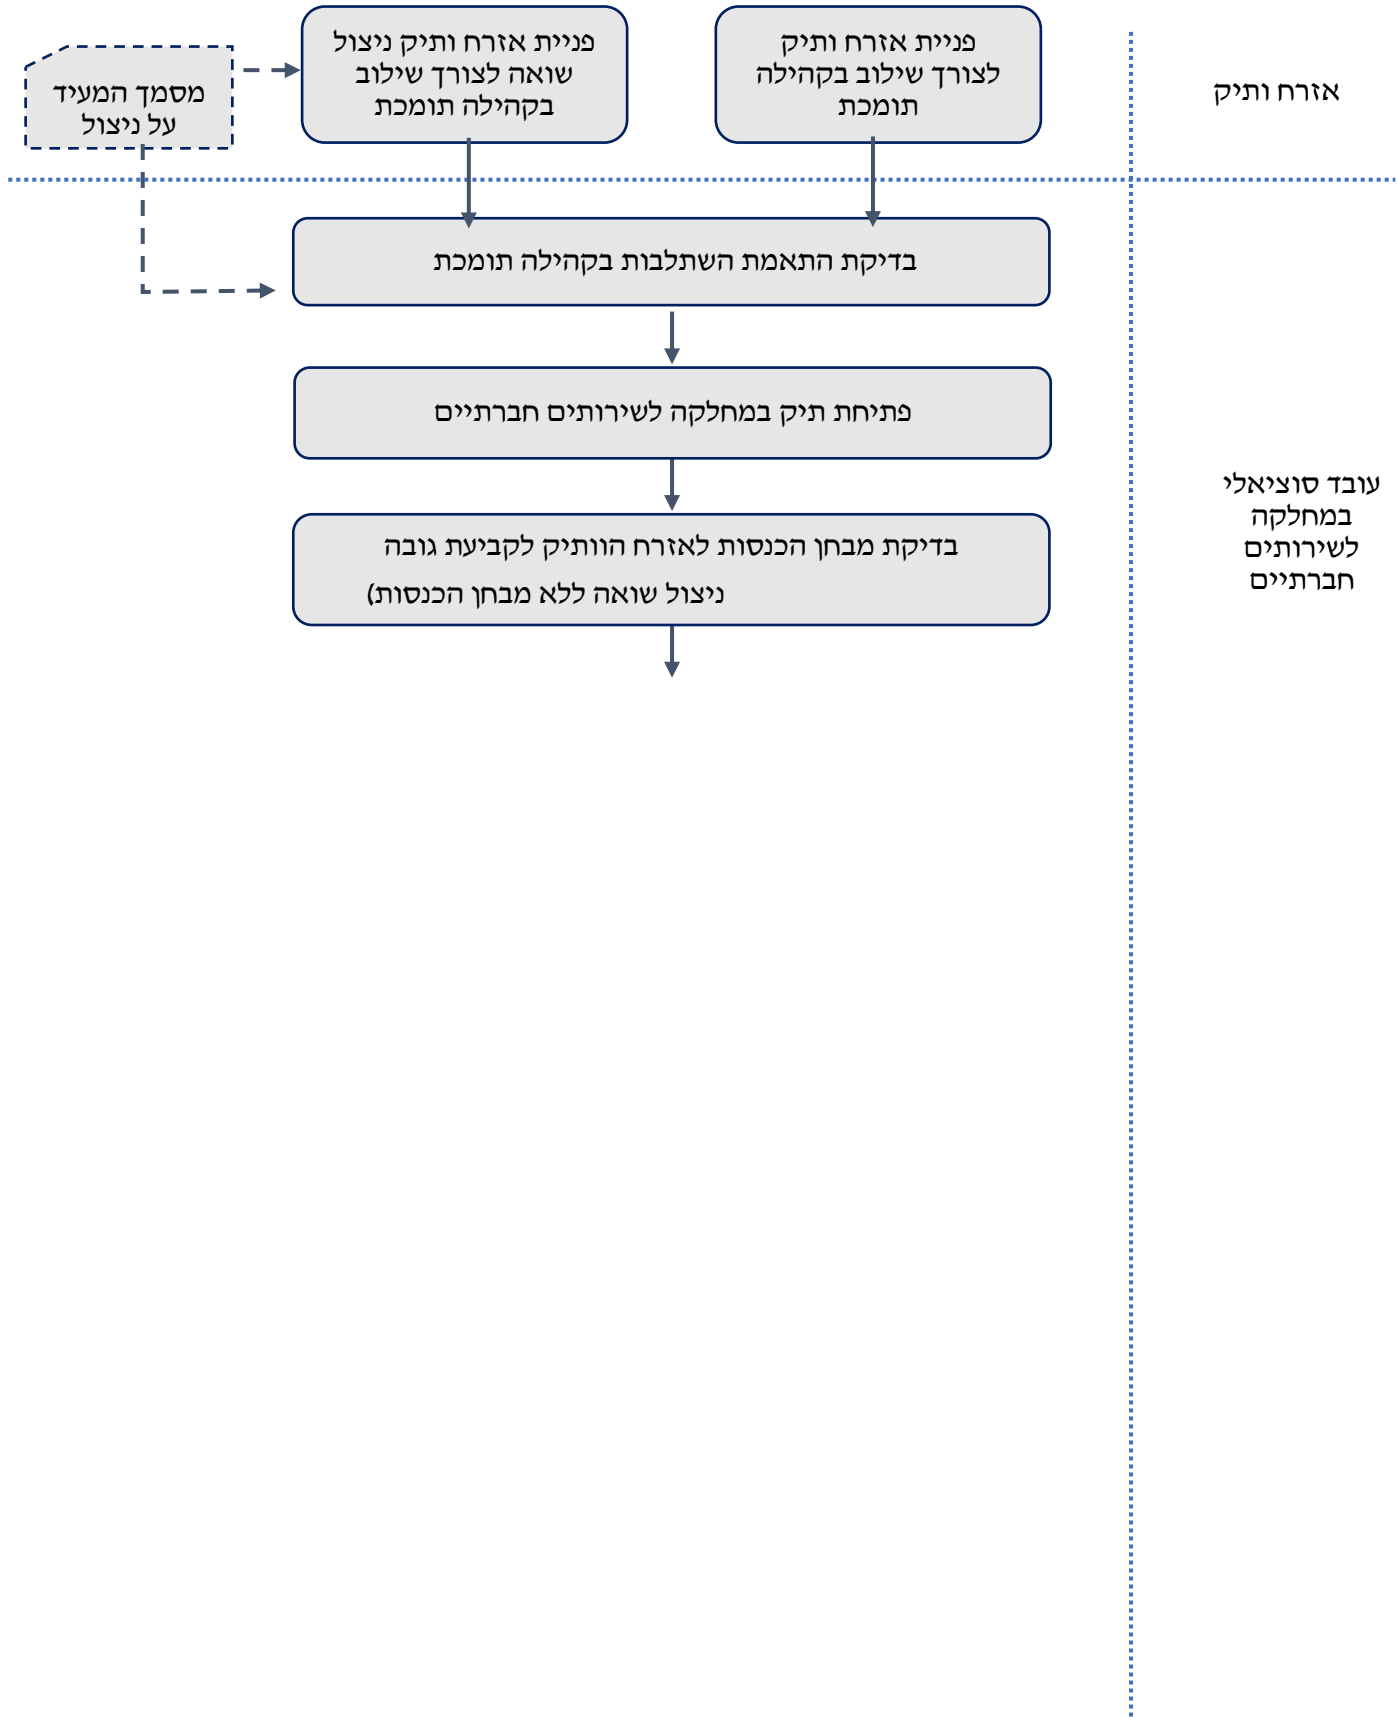 אזרח ותיק
פניית אזרח ותיק
לצורך שילוב בקהילה
תומכת
פניית אזרח ותיק ניצול
שואה לצורך שילוב
בקהילה תומכת
מסמך המעיד
על ניצול
עובד סוציאלי
במחלקה
לשירותים
חברתיים
בדיקת התאמת השתלבות בקהילה תומכת
פתיחת תיק במחלקה לשירותים חברתיים
בדיקת מבחן הכנסות לאזרח הוותיק לקביעת גובה
ניצול שואה ללא מבחן הכנסות)